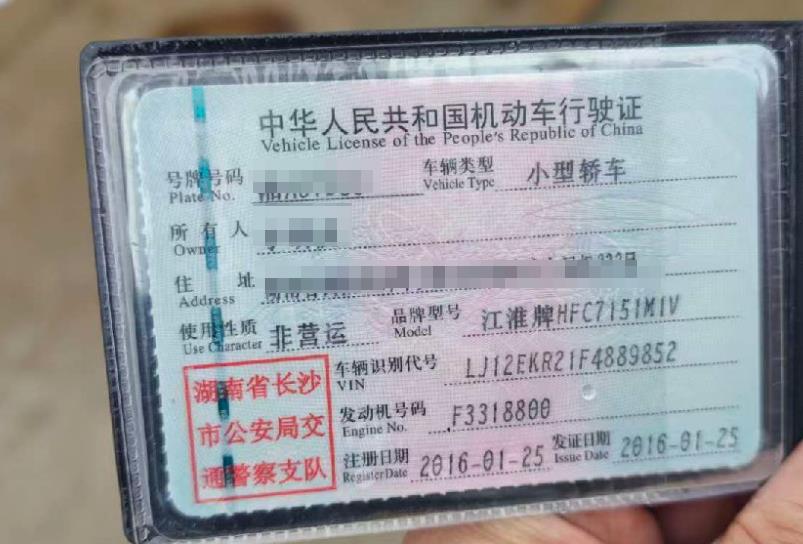 中华人民共和国机动车行驶证
Vehicle License of the People's Republic of China
号牌号码
Plate No.
车辆类型 小型轿车
Vehicle Type
所有人
Owner
住址
Address
使用性质 非营运
Use Character
品牌型号 江淮牌HFC7151M1V
Model
湖南省长沙
市公安局交
通警察支队
车辆识别代号 LJ12EKR21F4889852
VIN
发动机号码 F3318800
Engine No.
注册日期 2016-01-25
Register Date
发证日期 2016-01-25
Issue Date